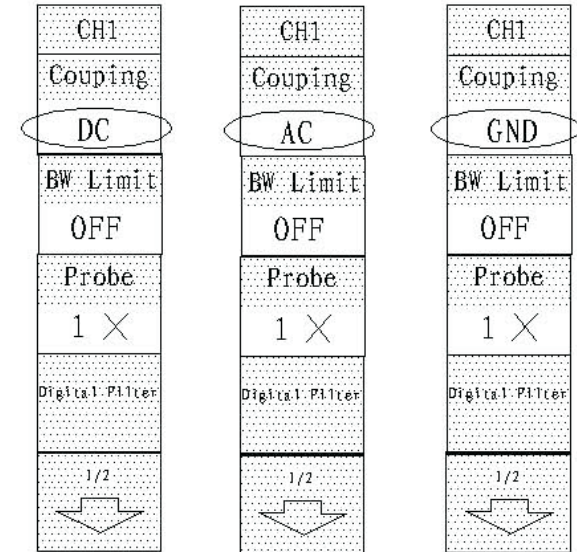 CH1
Couping
DC
BW Limit
OFF
Probe
1 X
Digital Filter
1/2
CH1
Couping
AC
BW Limit
OFF
Probe
1 X
Digital Filter
1/2
CH1
Couping
GND
BW Limit
OFF
Probe
1 X
Digital Filter
1/2